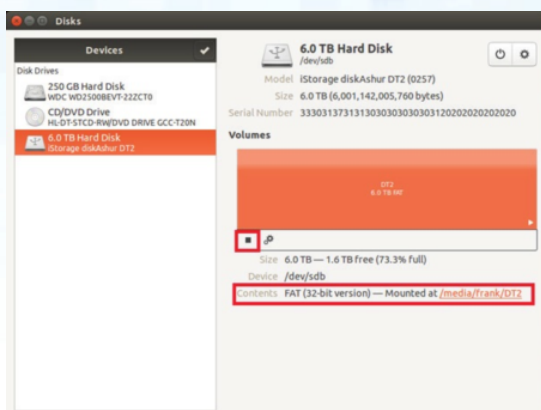 Disks
Devices
Disk Drives
250 GB Hard Disk
WDC WD2500BEVT-22ZCT0
CD/DVD Drive
HL-DT-STCD-RW/DVD DRIVE GCC-T20N
6.0 TB Hard Disk
iStorage diskAshur DT2
6.0 TB Hard Disk
/dev/sdb
Model iStorage diskAshur DT2 (0257)
Size 6.0 TB (6,001,142,005,760 bytes)
Serial Number
Volumes
DT2
6.0 TB FAT
Size 6.0 TB — 1.6 TB free (73.3% full)
Device /dev/sdb
Contents FAT (32-bit version) — Mounted at /media/frank/DT2